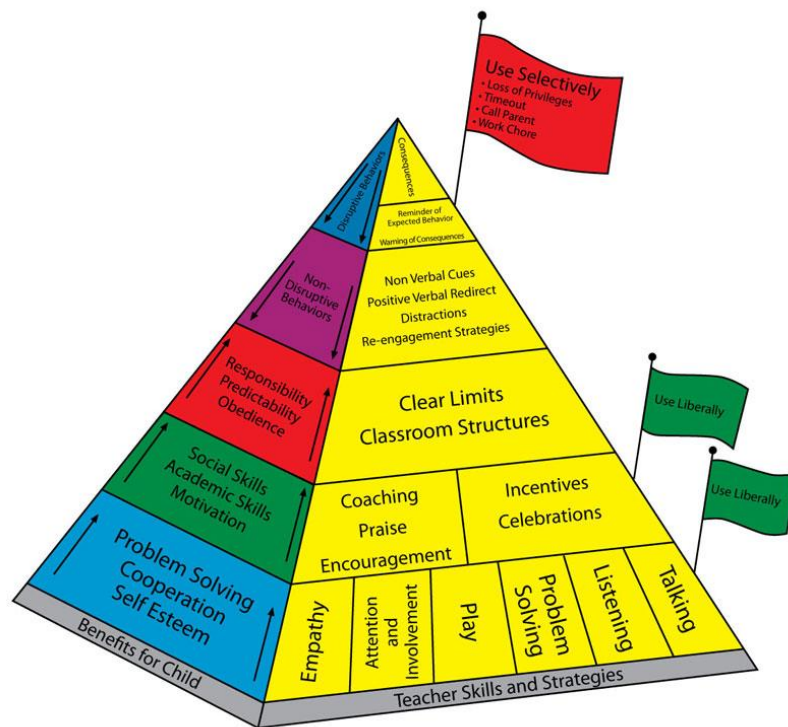 Use Selectively
• Loss of Privileges
• Timeout
• Call Parent
• Work Chore
Disruptive Behaviors
Consequences
Reminder of
Expected Behavior
Warning of Consequences
Non-
Disruptive
Behaviors
Non Verbal Cues
Positive Verbal Redirect
Distractions
Re-engagement Strategies
Responsibility
Predictability
Obedience
Clear Limits
Classroom Structures
Use Liberally
Social Skills
Academic Skills
Motivation
Coaching
Praise
Encouragement
Incentives
Celebrations
Use Liberally
Problem Solving
Cooperation
Self Esteem
Empathy
Attention
and
Involvement
Play
Problem
Solving
Listening
Talking
Benefits for Child
Teacher Skills and Strategies